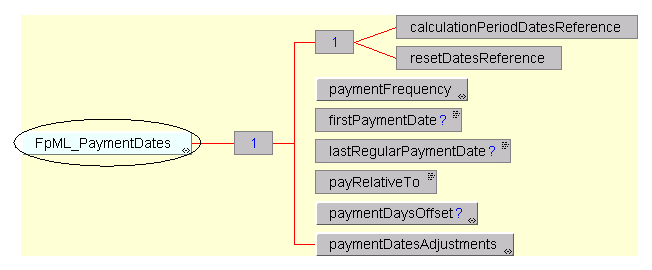 calculationPeriodDatesReference
1
resetDatesReference
paymentFrequency
firstPaymentDate?
FpML_PaymentDates
1
lastRegularPaymentDate?
payRelativeTo
paymentDaysOffset?
paymentDatesAdjustments